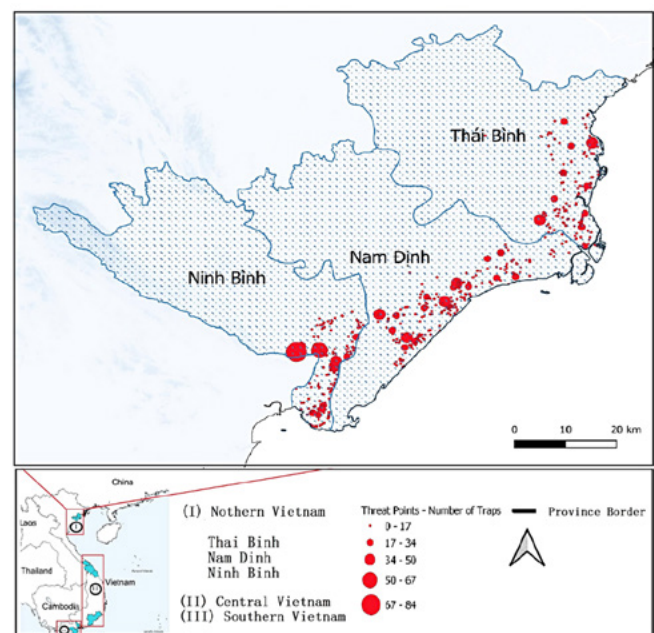 Thái Bình
Nam Dinh
Ninh Bình
0 10 20 km
China
Laos
Thailand
Vietnam
Cambodia
(I) Nothern Vietnam
Thai Binh
Nam Dinh
Ninh Binh
(II) Central Vietnam
(III) Southern Vietnam
Threat Points - Number of Traps
0 - 17
17 - 34
34 - 50
50 - 67
67 - 84
Province Border